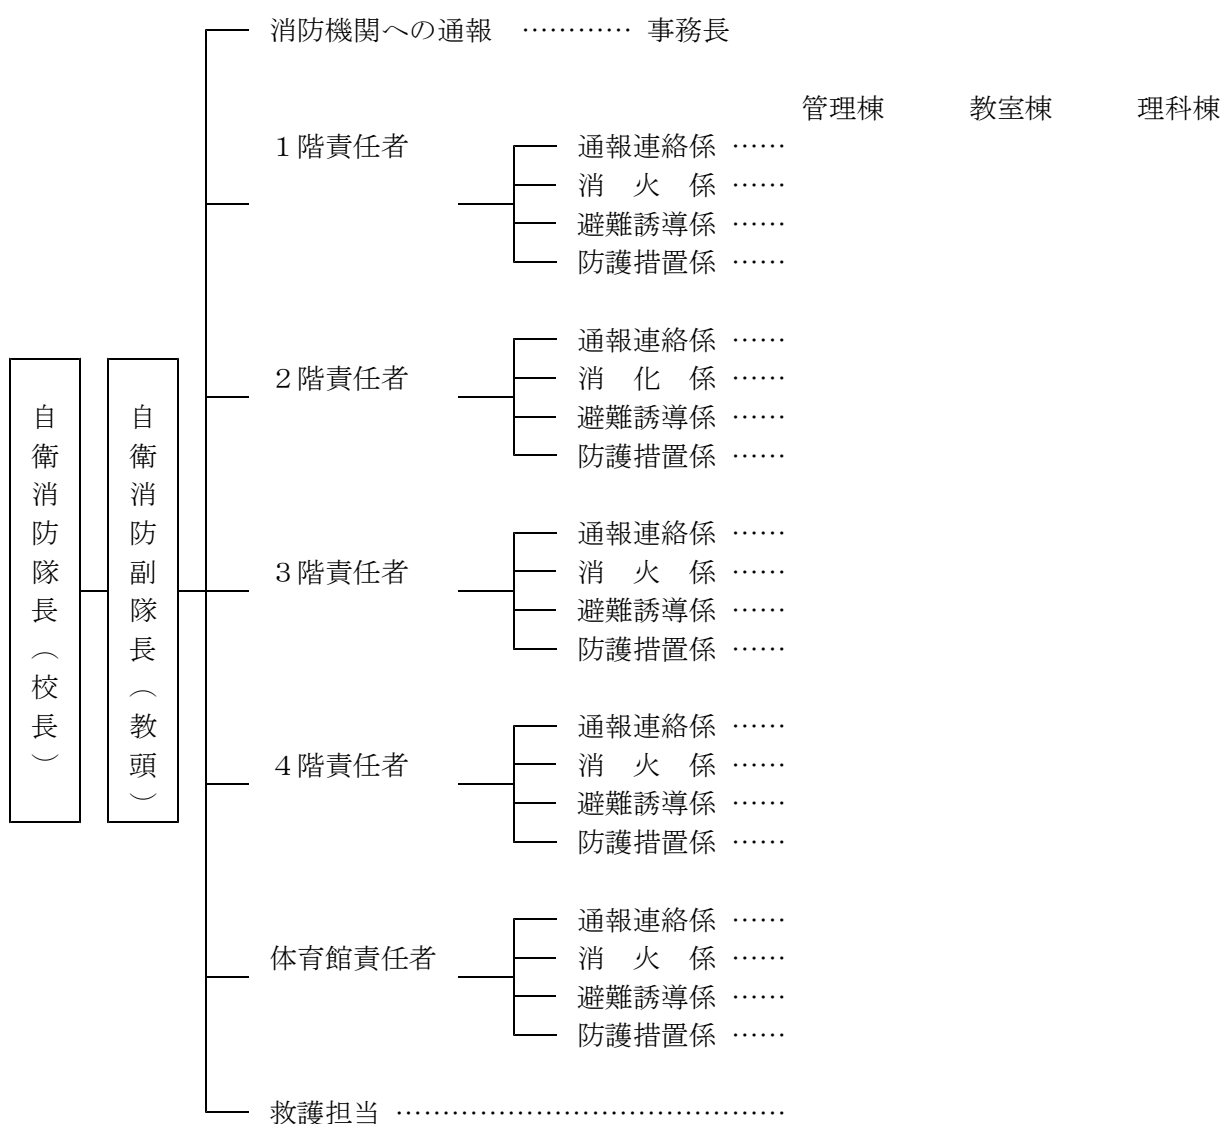 消防機関への通報 ………… 事務長
管理棟 教室棟 理科棟
１階責任者
通報連絡係 ……
消 火 係 ……
避難誘導係 ……
防護措置係 ……
２階責任者
通報連絡係 ……
消 化 係 ……
避難誘導係 ……
防護措置係 ……
自衛消防隊長（校長）
自衛消防副隊長（教頭）
３階責任者
通報連絡係 ……
消 火 係 ……
避難誘導係 ……
防護措置係 ……
４階責任者
通報連絡係 ……
消 火 係 ……
避難誘導係 ……
防護措置係 ……
体育館責任者
通報連絡係 ……
消 火 係 ……
避難誘導係 ……
防護措置係 ……
救護担当 ……………………………………